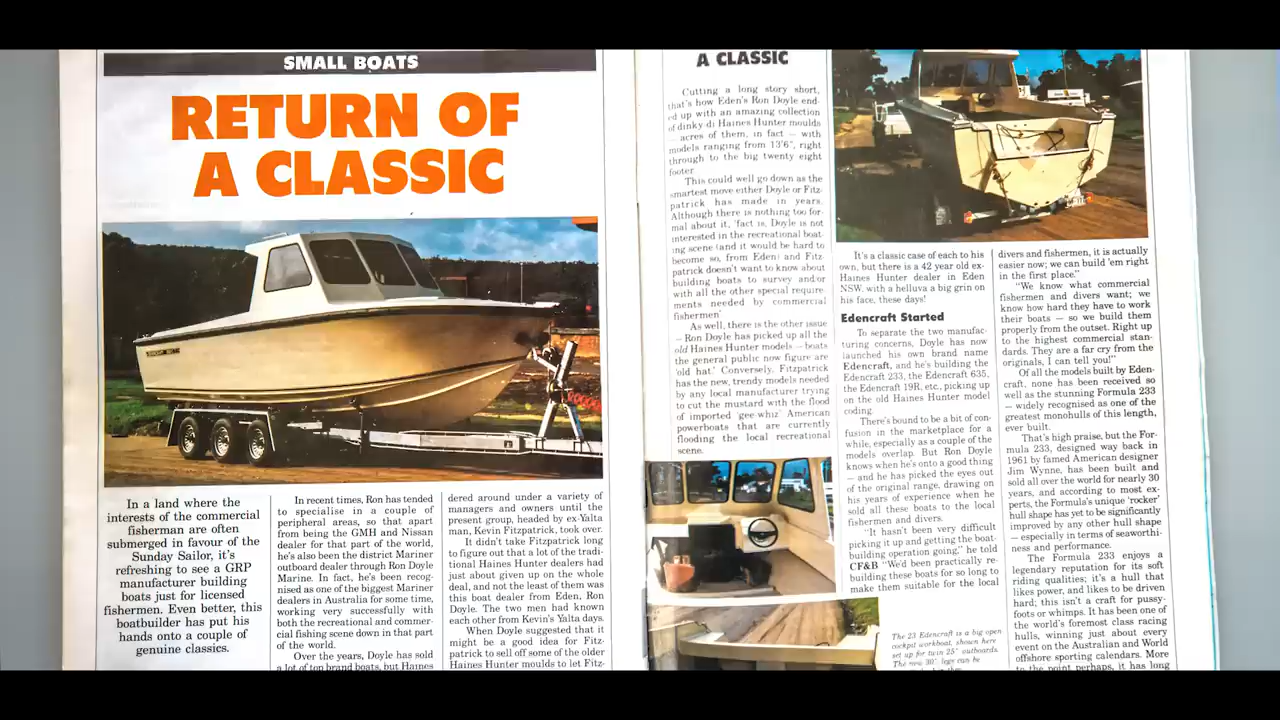 SMALL BOATS
RETURN OF
A CLASSIC
In a land where the
interests of the commercial
fisherman are often
submerged in favour of the
Sunday Sailor, it's
refreshing to see a GRP
manufacturer building
boats just for licensed
fishermen. Even better, this
boatbuilder has put his
hands onto a couple of
genuine classics.
In recent times, Ron has tended
to specialise in a couple of
peripheral areas, so that apart
from being the GMH and Nissan
dealer for that part of the world,
he's also been the district Mariner
outboard dealer through Ron Doyle
Marine. In fact, he's been recog-
nised as one of the biggest Mariner
dealers in Australia for some time,
working very successfully with
both the recreational and commer-
cial fishing scene down in that part
of the world.
Over the years, Doyle has sold
a lot of top brand boats, but Haines
dered around under a variety of
managers and owners until the
present group, headed by ex-Yalta
man, Kevin Fitzpatrick, took over.
It didn't take Fitzpatrick long
to figure out that a lot of the tradi-
tional Haines Hunter dealers had
just about given up on the whole
deal, and not the least of them was
this boat dealer from Eden, Ron
Doyle. The two men had known
each other from Kevin's Yalta days.
When Doyle suggested that it
might be a good idea for Fitz-
patrick to sell off some of the older
Haines Hunter moulds to let Fitz-
A CLASSIC
Cutting a long story short,
that's how Eden's Ron Doyle end-
ed up with an amazing collection
of dinky di Haines Hunter moulds
— acres of them, in fact — with
models ranging from 13'6", right
through to the big twenty eight
footer.
This could well go down as the
smartest move either Doyle or Fitz-
patrick has made in years.
Although there is nothing too for-
mal about it, 'fact is, Doyle is not
interested in the recreational boat-
ing scene (and it would be hard to
become so, from Eden) and Fitz-
patrick doesn't want to know about
building boats to survey and/or
with all the other special require-
ments needed by commercial
fishermen'
As well, there is the other issue
— Ron Doyle has picked up all the
old Haines Hunter models — boats
the general public now figure are
'old hat.' Conversely, Fitzpatrick
has the new, trendy models needed
by any local manufacturer trying
to cut the mustard with the flood
of imported 'gee-whiz' American
powerboats that are currently
flooding the local recreational
scene.
It's a classic case of each to his
own, but there is a 42 year old ex-
Haines Hunter dealer in Eden
NSW, with a helluva a big grin on
his face, these days!
Edencraft Started
To separate the two manufac-
turing concerns, Doyle has now
launched his own brand name
Edencraft, and he's building the
Edencraft 233, the Edencraft 635,
the Edencraft 19R, etc., picking up
on the old Haines Hunter model
coding.
There's bound to be a bit of con-
fusion in the marketplace for a
while, especially as a couple of the
models overlap. But Ron Doyle
knows when he's onto a good thing
— and he has picked the eyes out
of the original range, drawing on
his years of experience when he
sold all these boats to the local
fishermen and divers.
"It hasn't been very difficult
picking it up and getting the boat-
building operation going," he told
CF&B "We'd been practically re-
building these boats for so long to
make them suitable for the local
The 23 Edencraft is a big open
cockpit workboat, shown here
set up for twin 25" outboards.
The new 30" legs can be
divers and fishermen, it is actually
easier now; we can build 'em right
in the first place."
"We know what commercial
fishermen and divers want; we
know how hard they have to work
their boats — so we build them
properly from the outset. Right up
to the highest commercial stan-
dards. They are a far cry from the
originals, I can tell you!"
Of all the models built by Eden-
craft, none has been received so
well as the stunning Formula 233
— widely recognised as one of the
greatest monohulls of this length,
ever built.
That's high praise, but the For-
mula 233, designed way back in
1961 by famed American designer
Jim Wynne, has been built and
sold all over the world for nearly 30
years, and according to most ex-
perts, the Formula's unique 'rocker'
hull shape has yet to be significantly
improved by any other hull shape
— especially in terms of seaworthi-
ness and performance.
The Formula 233 enjoys a
legendary reputation for its soft
riding qualities; it's a hull that
likes power, and likes to be driven
hard; this isn't a craft for pussy-
foots or whimps. It has been one of
the world's foremost class racing
hulls, winning just about every
event on the Australian and World
offshore sporting calendars. More
to the point perhaps, it has long